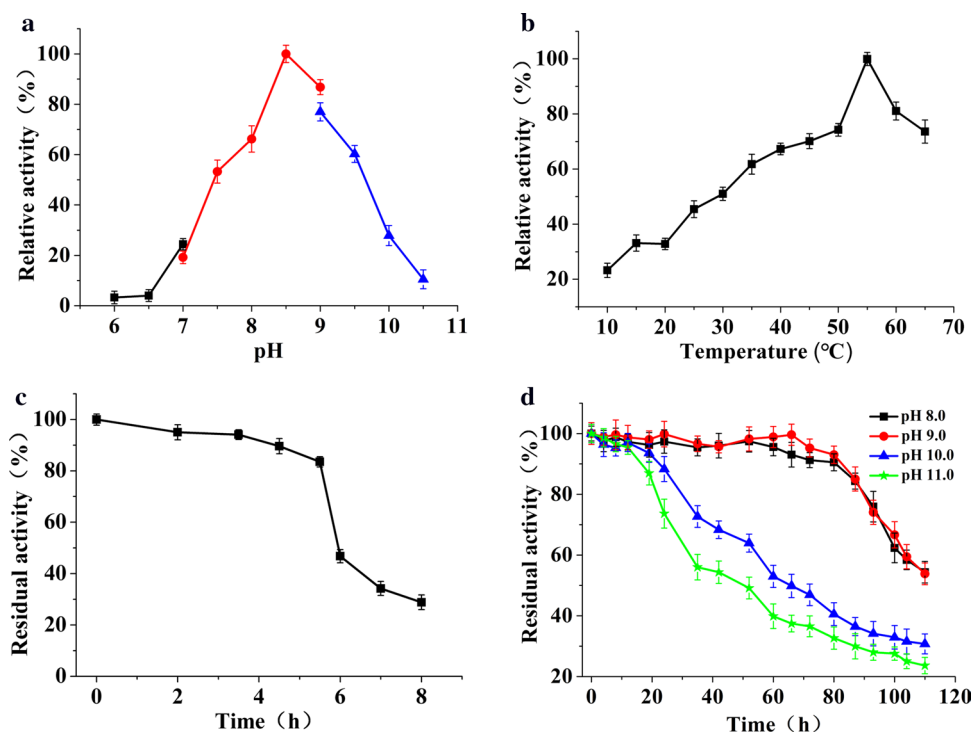 a
Relative activity（%）
100
80
60
40
20
0
6 7 8 9 10 11
pH
b
Relative activity（%）
100
80
60
40
20
10 20 30 40 50 60 70
Temperature (℃)
c
Residual activity（%）
100
80
60
40
20
0
0 2 4 6 8
Time（h）
d
Residual activity（%）
100
80
60
40
20
pH 8.0
pH 9.0
pH 10.0
pH 11.0
0 20 40 60 80 100 120
Time（h）